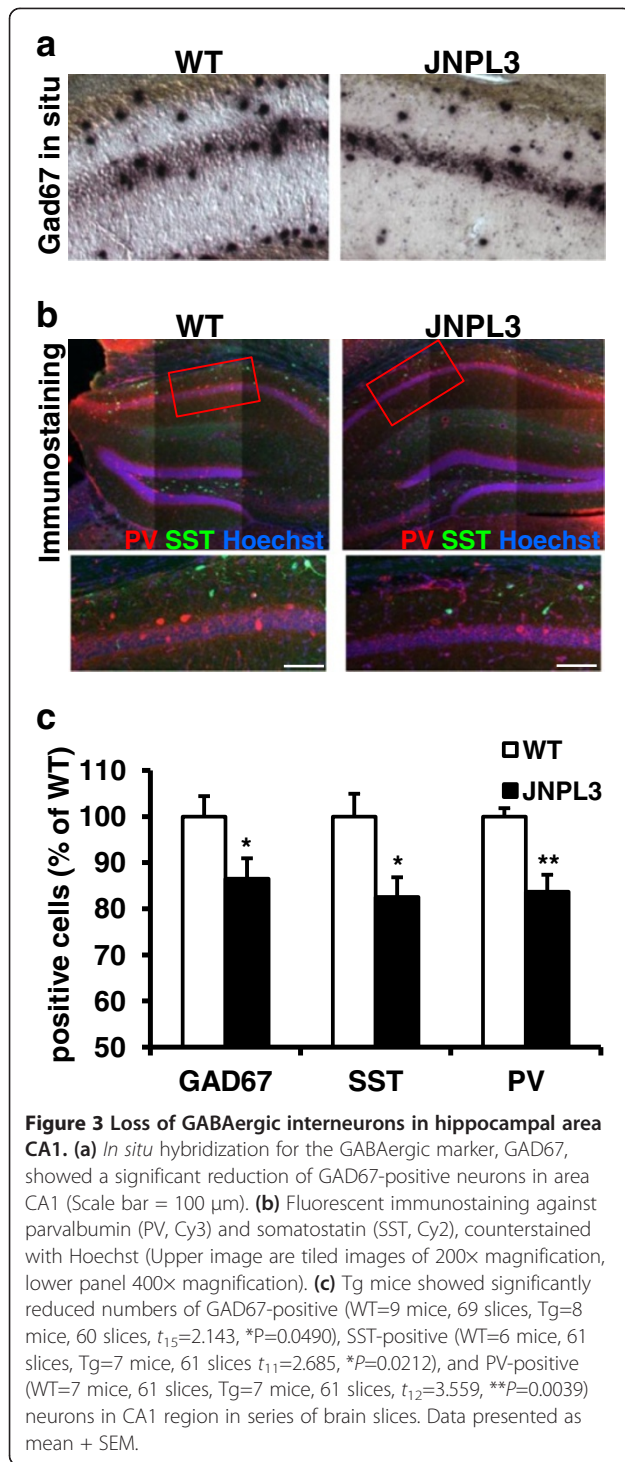 a
WT
JNPL3
Gad67 in situ
b
WT
JNPL3
Immunostaining
PV SST Hoechst
PV SST Hoechst
c
positive cells (% of WT)
110
100
90
80
70
60
50
WT
JNPL3
*
*
**
GAD67
SST
PV
Figure 3 Loss of GABAergic interneurons in hippocampal area
CA1. (a) In situ hybridization for the GABAergic marker, GAD67,
showed a significant reduction of GAD67-positive neurons in area
CA1 (Scale bar = 100 μm). (b) Fluorescent immunostaining against
parvalbumin (PV, Cy3) and somatostatin (SST, Cy2), counterstained
with Hoechst (Upper image are tiled images of 200× magnification,
lower panel 400× magnification). (c) Tg mice showed significantly
reduced numbers of GAD67-positive (WT=9 mice, 69 slices, Tg=8
mice, 60 slices, t15=2.143, *P=0.0490), SST-positive (WT=6 mice, 61
slices, Tg=7 mice, 61 slices t11=2.685, *P=0.0212), and PV-positive
(WT=7 mice, 61 slices, Tg=7 mice, 61 slices, t12=3.559, **P=0.0039)
neurons in CA1 region in series of brain slices. Data presented as
mean + SEM.